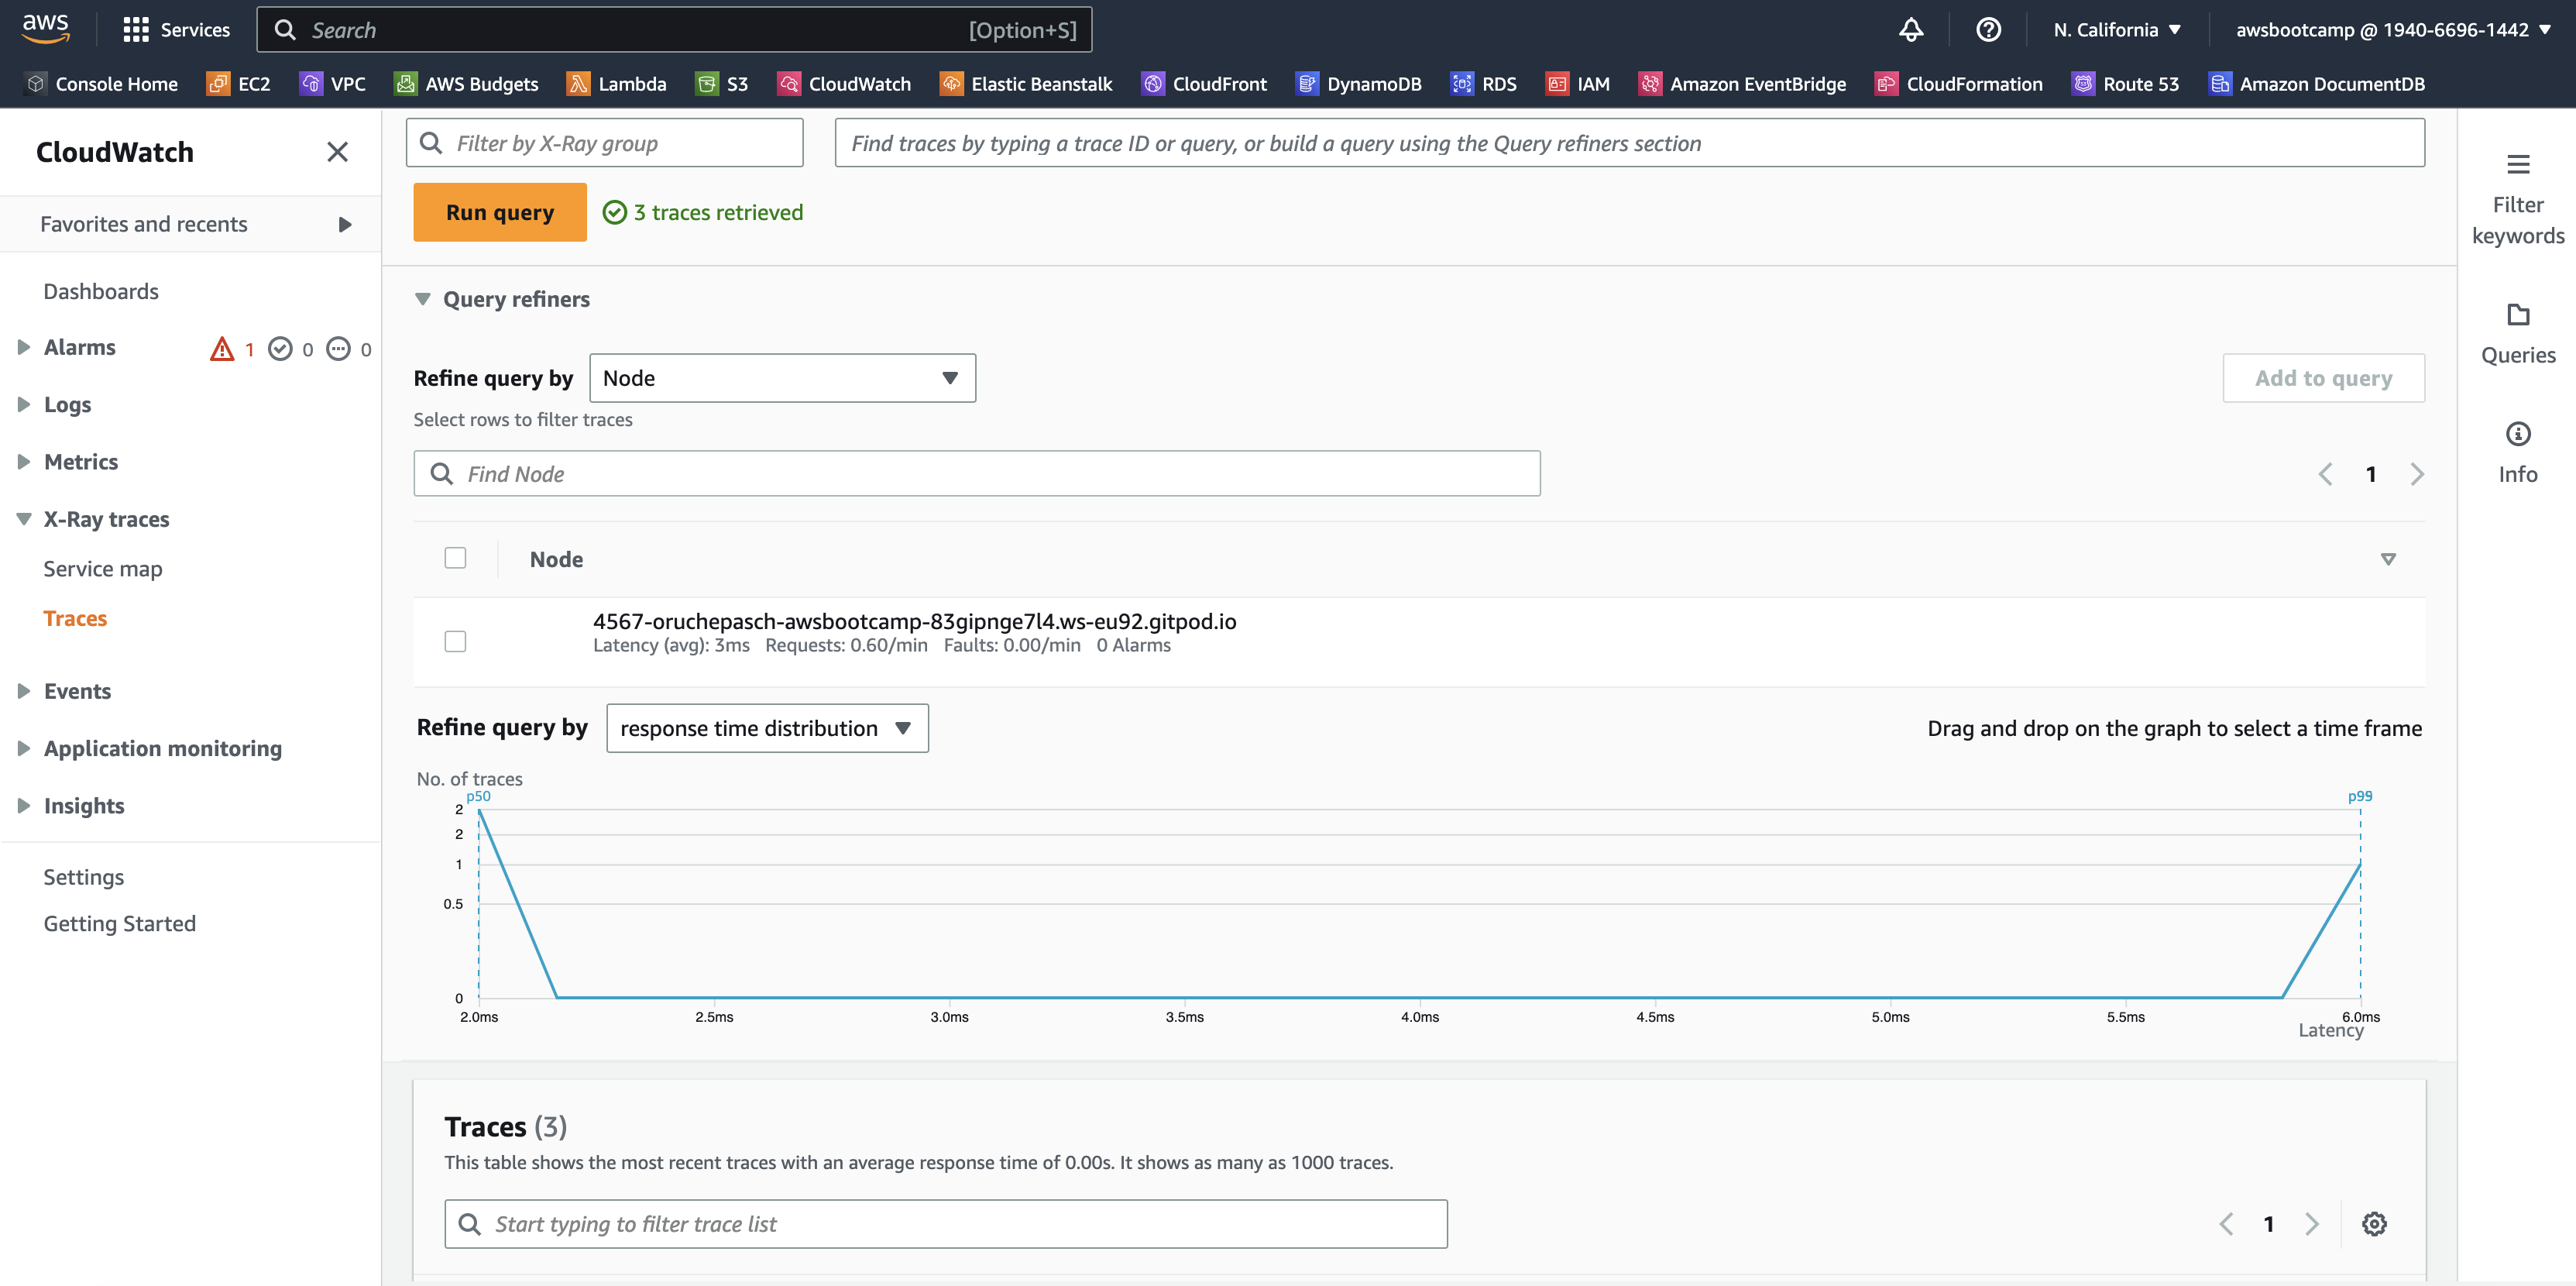 aws Services Search [Option+S] N. California awsbootcamp @ 1940-6696-1442
Console Home EC2 VPC AWS Budgets Lambda S3 CloudWatch Elastic Beanstalk CloudFront DynamoDB RDS IAM Amazon EventBridge CloudFormation Route 53 Amazon DocumentDB
CloudWatch
Favorites and recents
Dashboards
Alarms 1 0 0
Logs
Metrics
X-Ray traces
Service map
Traces
Events
Application monitoring
Insights
Settings
Getting Started
Filter by X-Ray group
Find traces by typing a trace ID or query, or build a query using the Query refiners section
Run query 3 traces retrieved
Query refiners
Refine query by Node Add to query
Select rows to filter traces
Find Node 1
Node
4567-oruchepasch-awsbootcamp-83gipnge7l4.ws-eu92.gitpod.io
Latency (avg): 3ms Requests: 0.60/min Faults: 0.00/min 0 Alarms
Refine query by response time distribution Drag and drop on the graph to select a time frame
No. of traces
p50 p99
2
2
1
0.5
0
2.0ms 2.5ms 3.0ms 3.5ms 4.0ms 4.5ms 5.0ms 5.5ms 6.0ms
Latency
Traces (3)
This table shows the most recent traces with an average response time of 0.00s. It shows as many as 1000 traces.
Start typing to filter trace list 1
Filter
keywords
Queries
Info